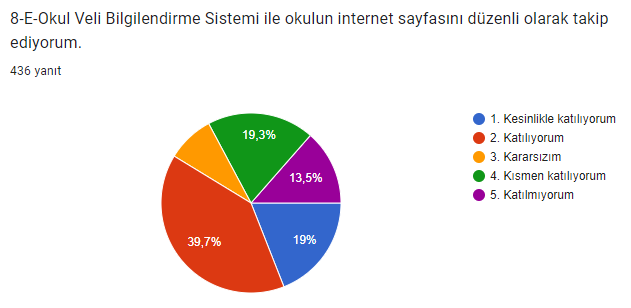 8-E-Okul Veli Bilgilendirme Sistemi ile okulun internet sayfasını düzenli olarak takip
ediyorum.
436 yanıt
19,3%
13,5%
39,7%
19%
1. Kesinlikle katılıyorum
2. Katılıyorum
3. Kararsızım
4. Kısmen katılıyorum
5. Katılmıyorum